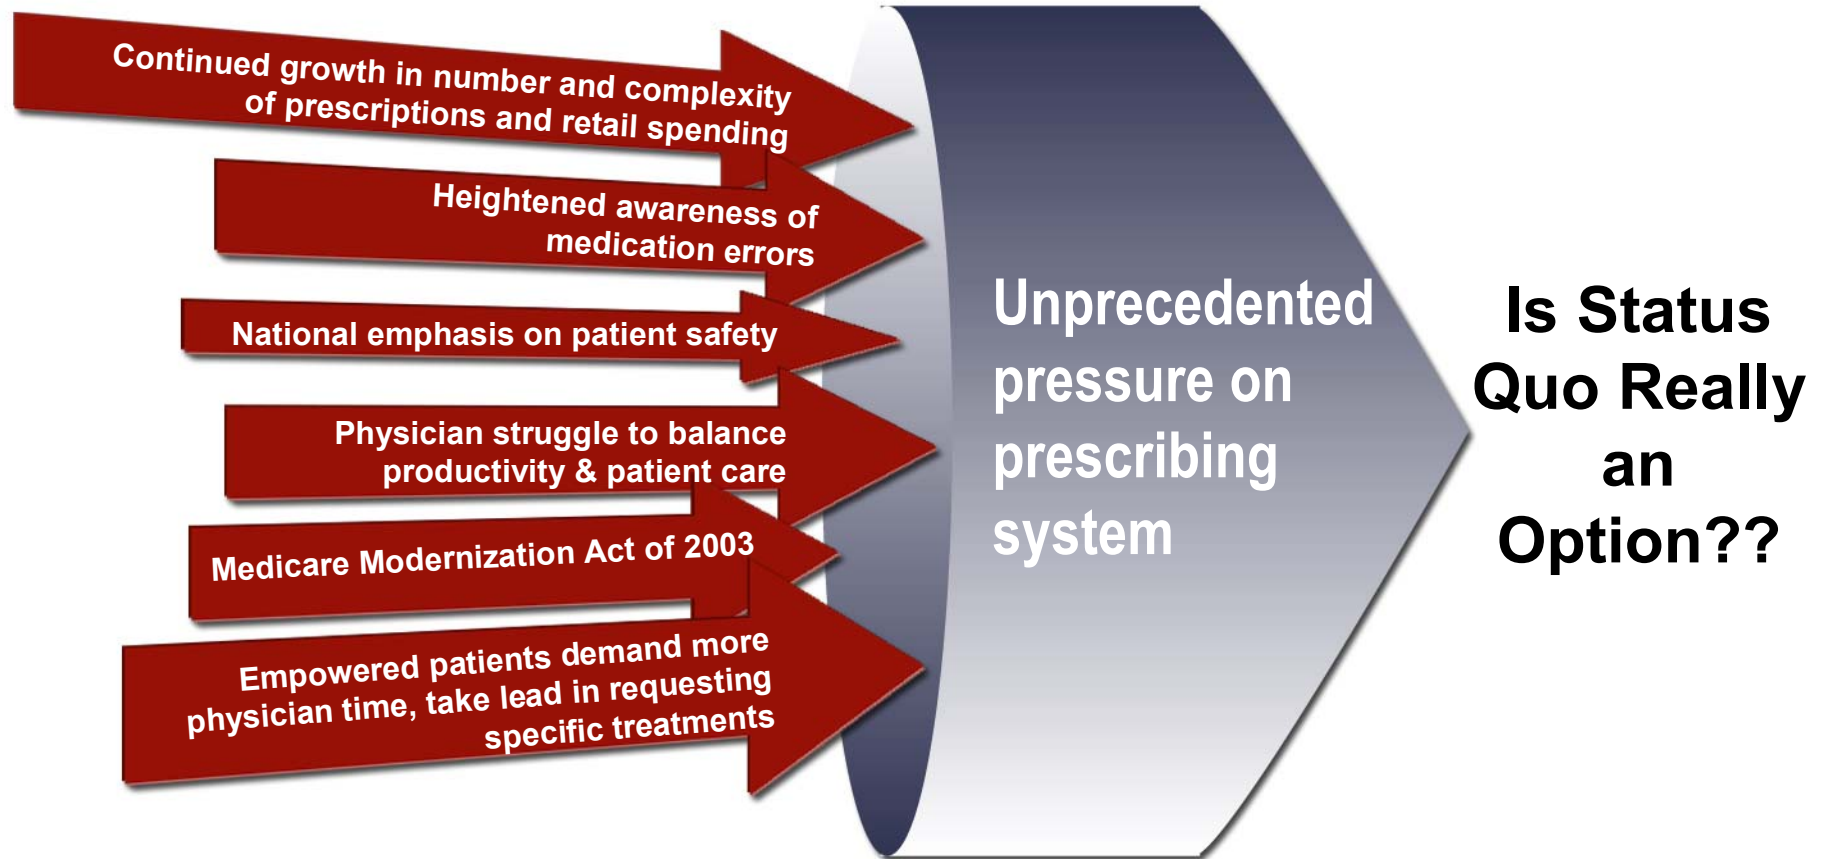 Continued growth in number and complexity
of prescriptions and retail spending
Heightened awareness of
medication errors
National emphasis on patient safety
Physician struggle to balance
productivity & patient care
Medicare Modernization Act of 2003
Empowered patients demand more
physician time, take lead in requesting
specific treatments
Unprecedented
pressure on
prescribing
system
Is Status
Quo Really
an
Option??